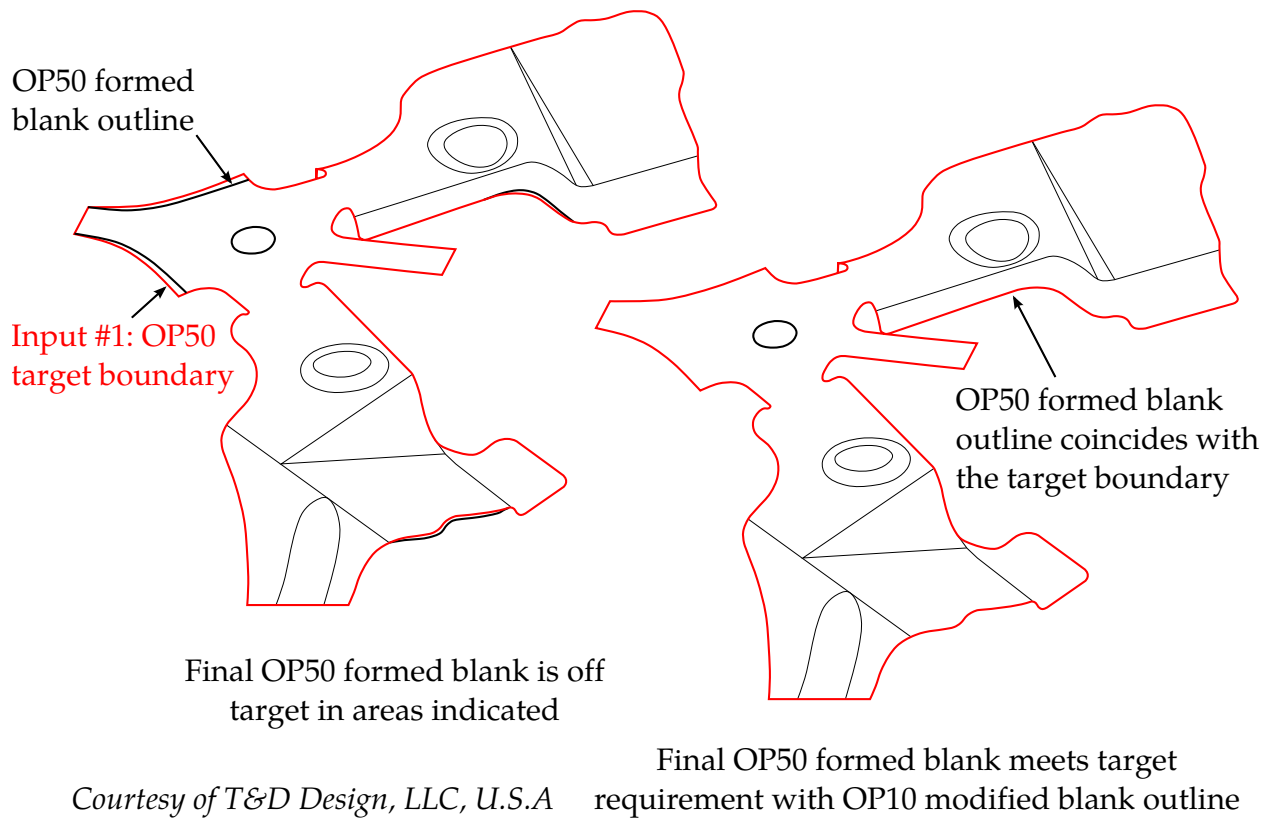 OP50 formed
blank outline
Input #1: OP50
target boundary
OP50 formed blank
outline coincides with
the target boundary
Final OP50 formed blank is off
target in areas indicated
Final OP50 formed blank meets target
requirement with OP10 modified blank outline
Courtesy of T&D Design, LLC, U.S.A